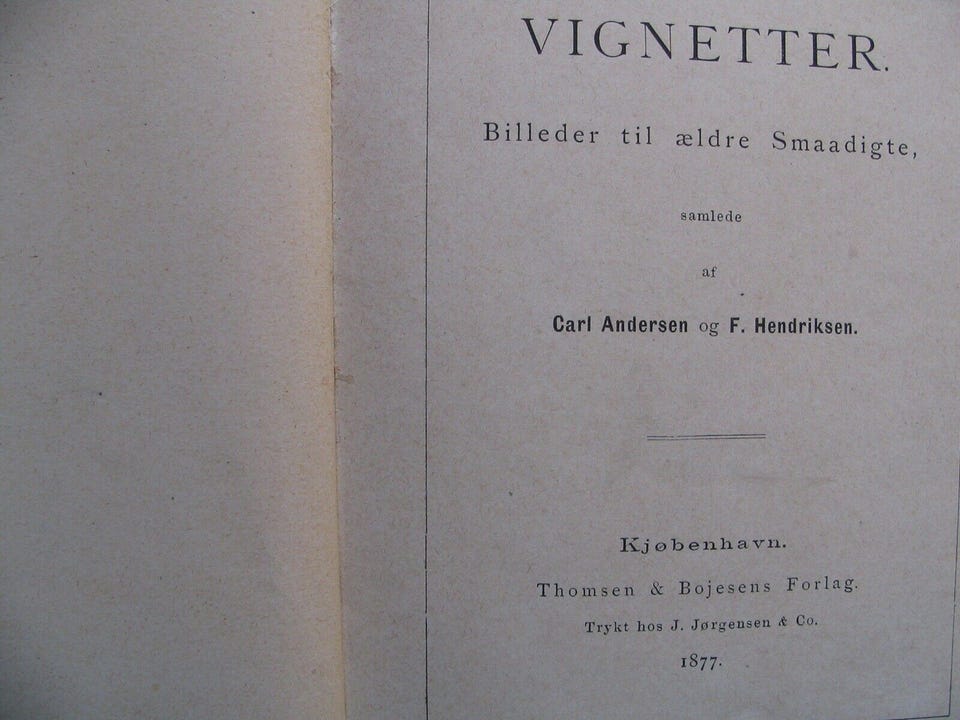 VIGNETTER.
Billeder til ældre Smaadigte,
samlede
af
Carl Andersen og F. Hendriksen.
Kjøbenhavn.
Thomsen & Bojesens Forlag.
Trykt hos J. Jørgensen & Co.
1877.